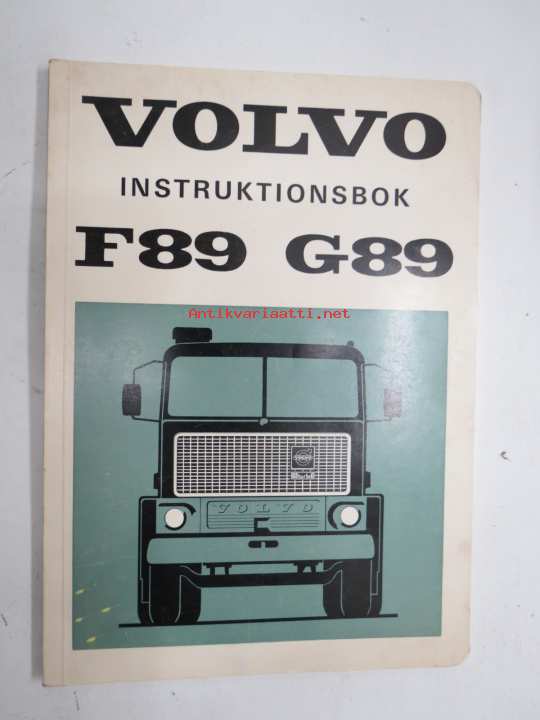 VOLVO
INSTRUKTIONSBOK
F89 G89
Antikvariaatti.net
VOLVO